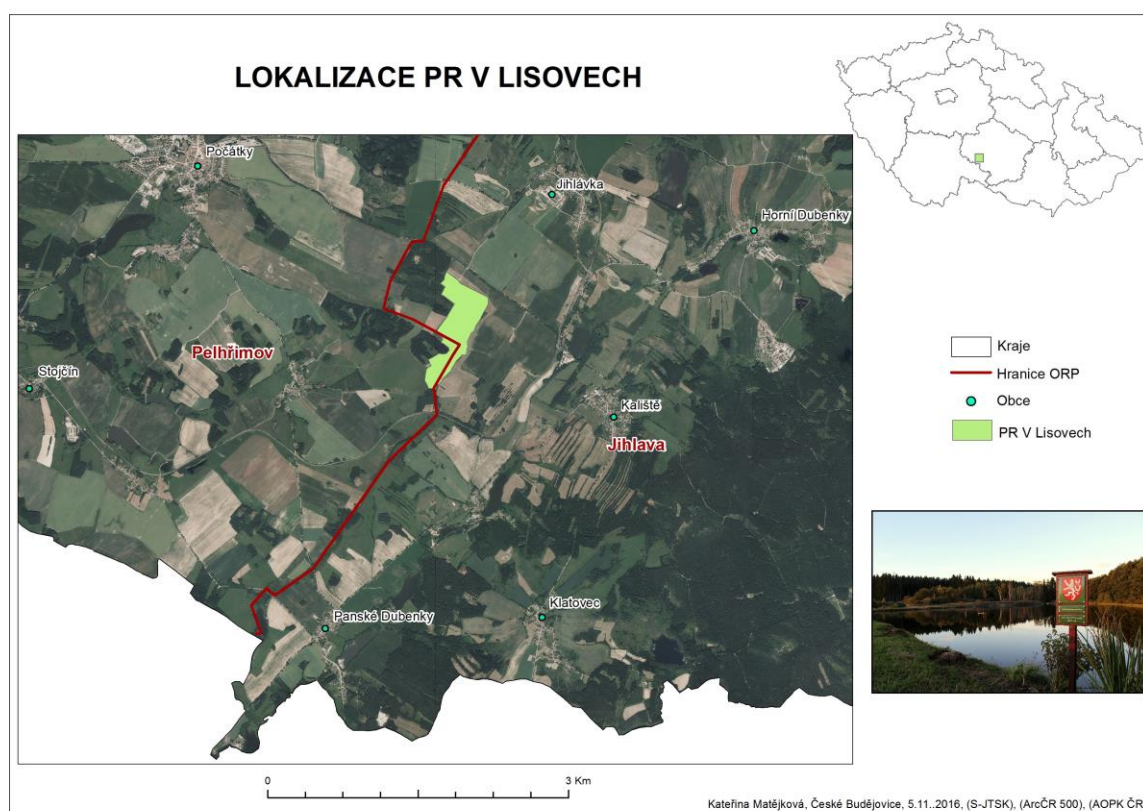 LOKALIZACE PR V LISOVECH
Počátky
Jihlávka
Horní Dubenky
Pelhřimov
Stojčín
Kaliště
Jihlava
Panské Dubenky
Klatovec
Kraje
Hranice ORP
Obce
PR V Lisovech
0
3 Km
Kateřina Matějková, České Budějovice, 5.11..2016, (S-JTSK), (ArcČR 500), (AOPK ČR